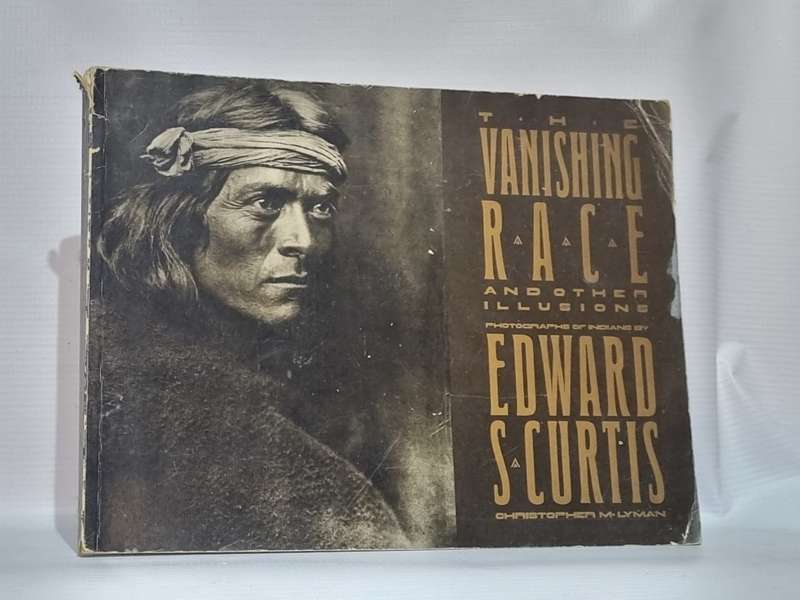 THE
VANISHING
RACE
AND OTHER
ILLUSIONS
PHOTOGRAPHS OF INDIANS BY
EDWARD
S. CURTIS
CHRISTOPHER M. LYMAN